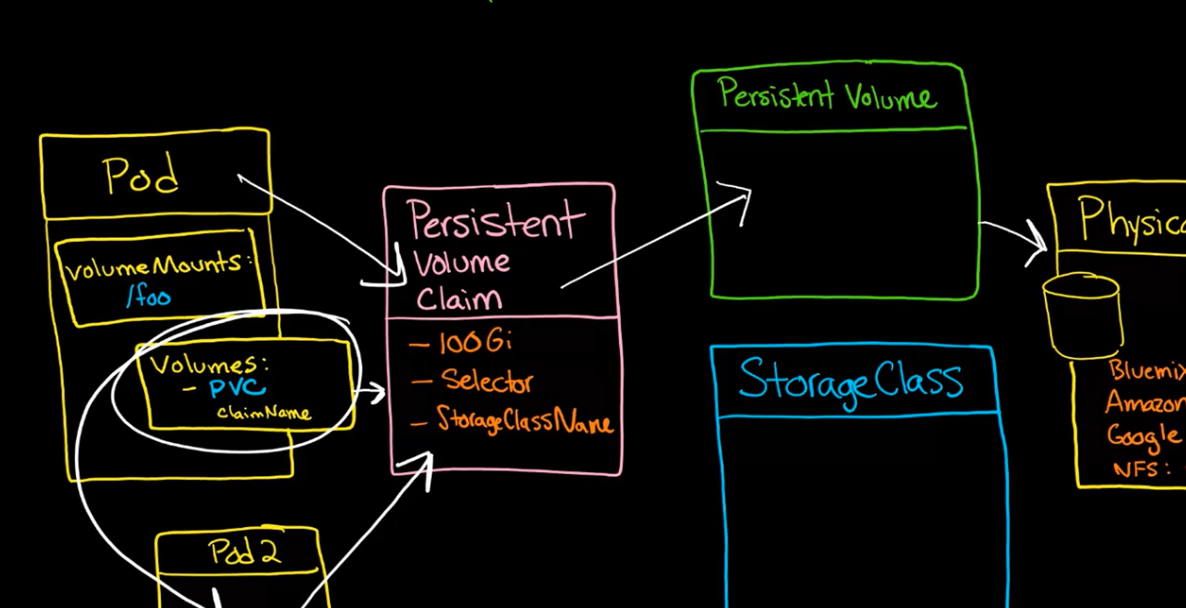 Pod
volumeMounts:
/foo
Volumes:
- PVC
claimName
Pod 2
Persistent
Volume
Claim
- 100Gi
- Selector
- StorageClassName
Persistent Volume
StorageClass
Physica
Bluemix
Amazon
Google
NFS: